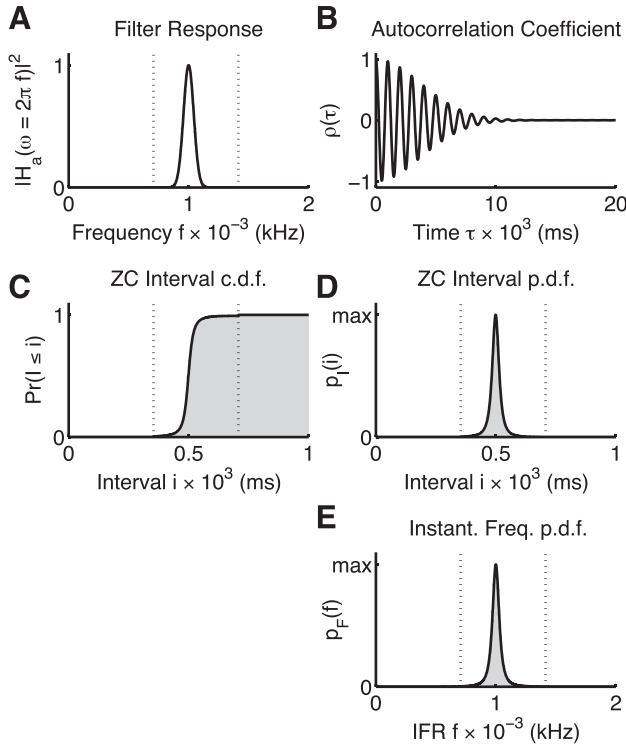 A
Filter Response
|Hₐ(ω = 2π f)|²
1
0
0
1
2
Frequency f × 10⁻³ (kHz)
B
Autocorrelation Coefficient
ρ(τ)
1
0
−1
0
10
20
Time τ × 10³ (ms)
C
ZC Interval c.d.f.
Pr(I ≤ i)
1
0
0
0.5
1
Interval i × 10³ (ms)
D
ZC Interval p.d.f.
p_I(i)
max
0
0
0.5
1
Interval i × 10³ (ms)
E
Instant. Freq. p.d.f.
p_F(f)
max
0
0
1
2
IFR f × 10⁻³ (kHz)